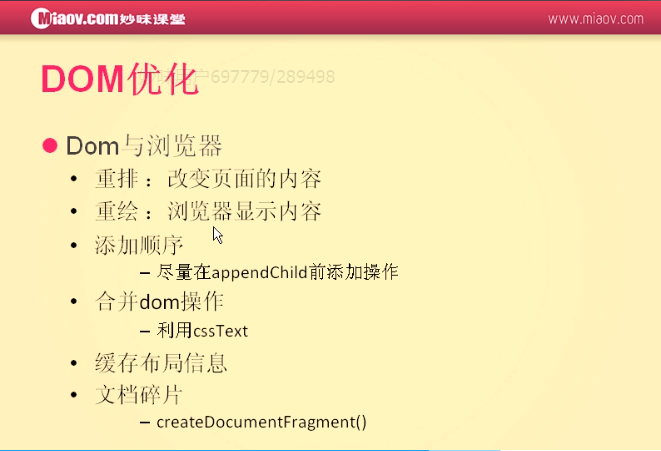 Miaov.com妙味课堂
www.miaov.com
DOM优化
697779/289498
Dom与浏览器
• 重排：改变页面的内容
• 重绘：浏览器显示内容
• 添加顺序
– 尽量在appendChild前添加操作
• 合并dom操作
– 利用cssText
• 缓存布局信息
• 文档碎片
– createDocumentFragment()